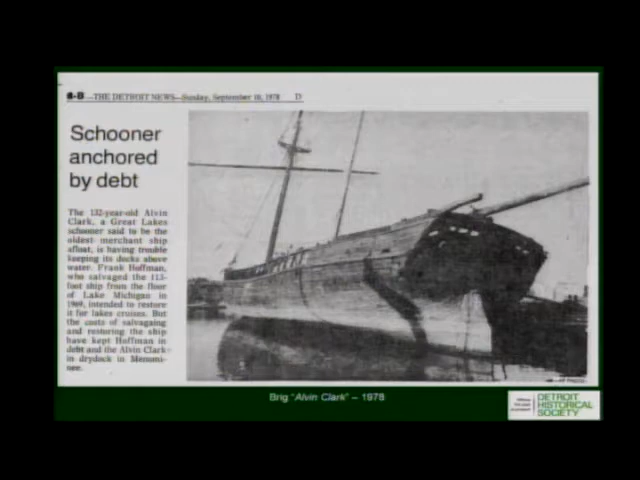 4-B —THE DETROIT NEWS—Sunday, September 10, 1978
Schooner
anchored
by debt
The 132-year-old Alvin
Clark, a Great Lakes
schooner said to be the
oldest merchant ship
afloat, is having trouble
keeping its decks above
water. Frank Hoffman,
who salvaged the 113-
foot ship from the floor
of Lake Michigan in
1969, intended to restore
it for lakes cruises. But
the costs of salvaging
and restoring the ship
have kept Hoffman in
debt and the Alvin Clark
in drydock in Menomi-
nee.
Brig "Alvin Clark" – 1978
DETROIT
HISTORICAL
SOCIETY